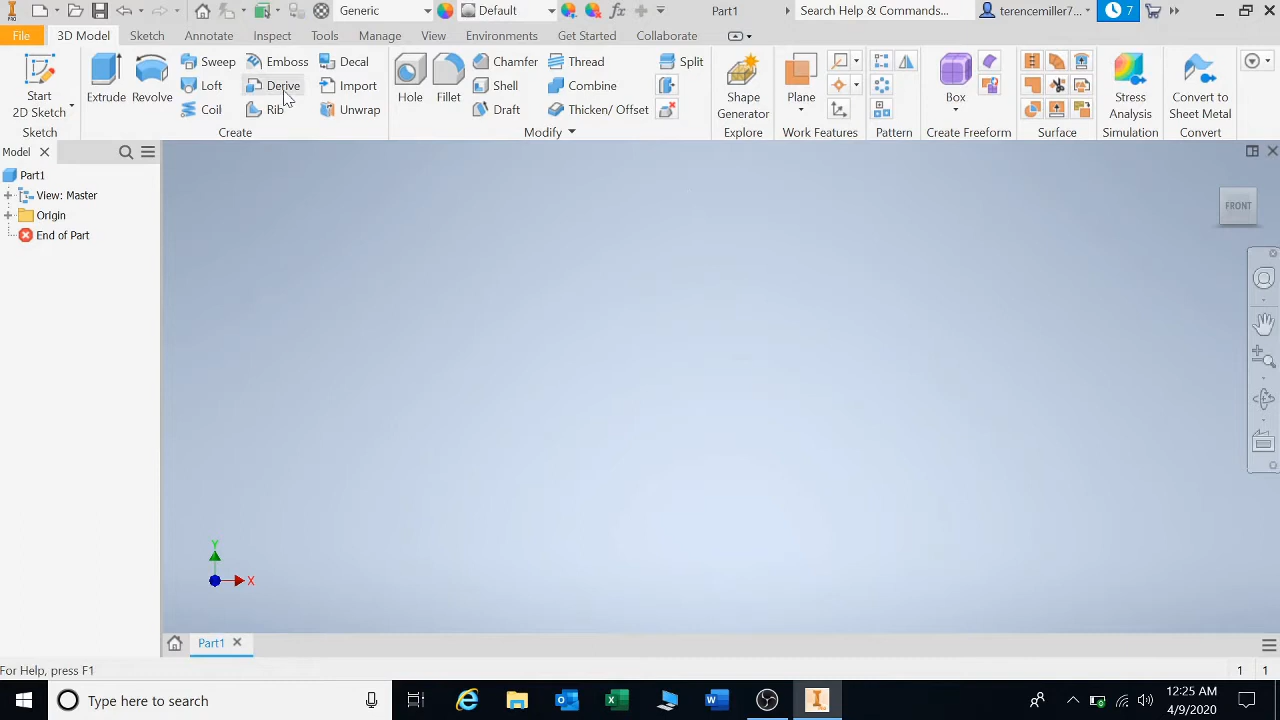 PRO Generic Default Part1 Search Help & Commands... terencemiller7... 7
File 3D Model Sketch Annotate Inspect Tools Manage View Environments Get Started Collaborate
Start 2D Sketch Extrude Revolve Sweep Emboss Hole Fillet Chamfer Thread Split Shape Generator Plane Box Stress Analysis Convert to Sheet Metal
Loft Derive Shell Combine
Coil Rib Draft Thicken/ Offset
Sketch Create Modify Explore Work Features Pattern Create Freeform Surface Simulation Convert
Model
Part1
View: Master
Origin
End of Part
FRONT
Y
X
Part1
For Help, press F1 1 1
Type here to search
12:25 AM
4/9/2020